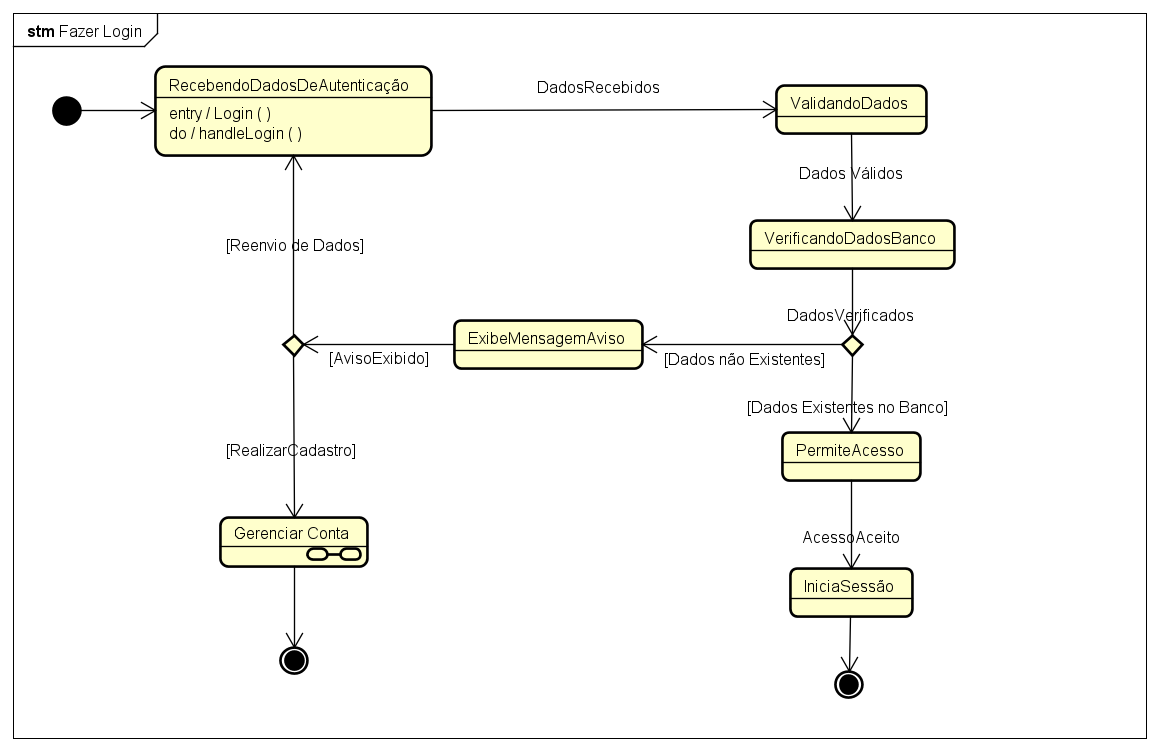 stm Fazer Login
RecebendoDadosDeAutenticação
entry / Login ( )
do / handleLogin ( )
DadosRecebidos
ValidandoDados
Dados Válidos
VerificandoDadosBanco
[Reenvio de Dados]
DadosVerificados
ExibeMensagemAviso
[AvisoExibido]
[Dados não Existentes]
[Dados Existentes no Banco]
[RealizarCadastro]
PermiteAcesso
Gerenciar Conta
AcessoAceito
IniciaSessão